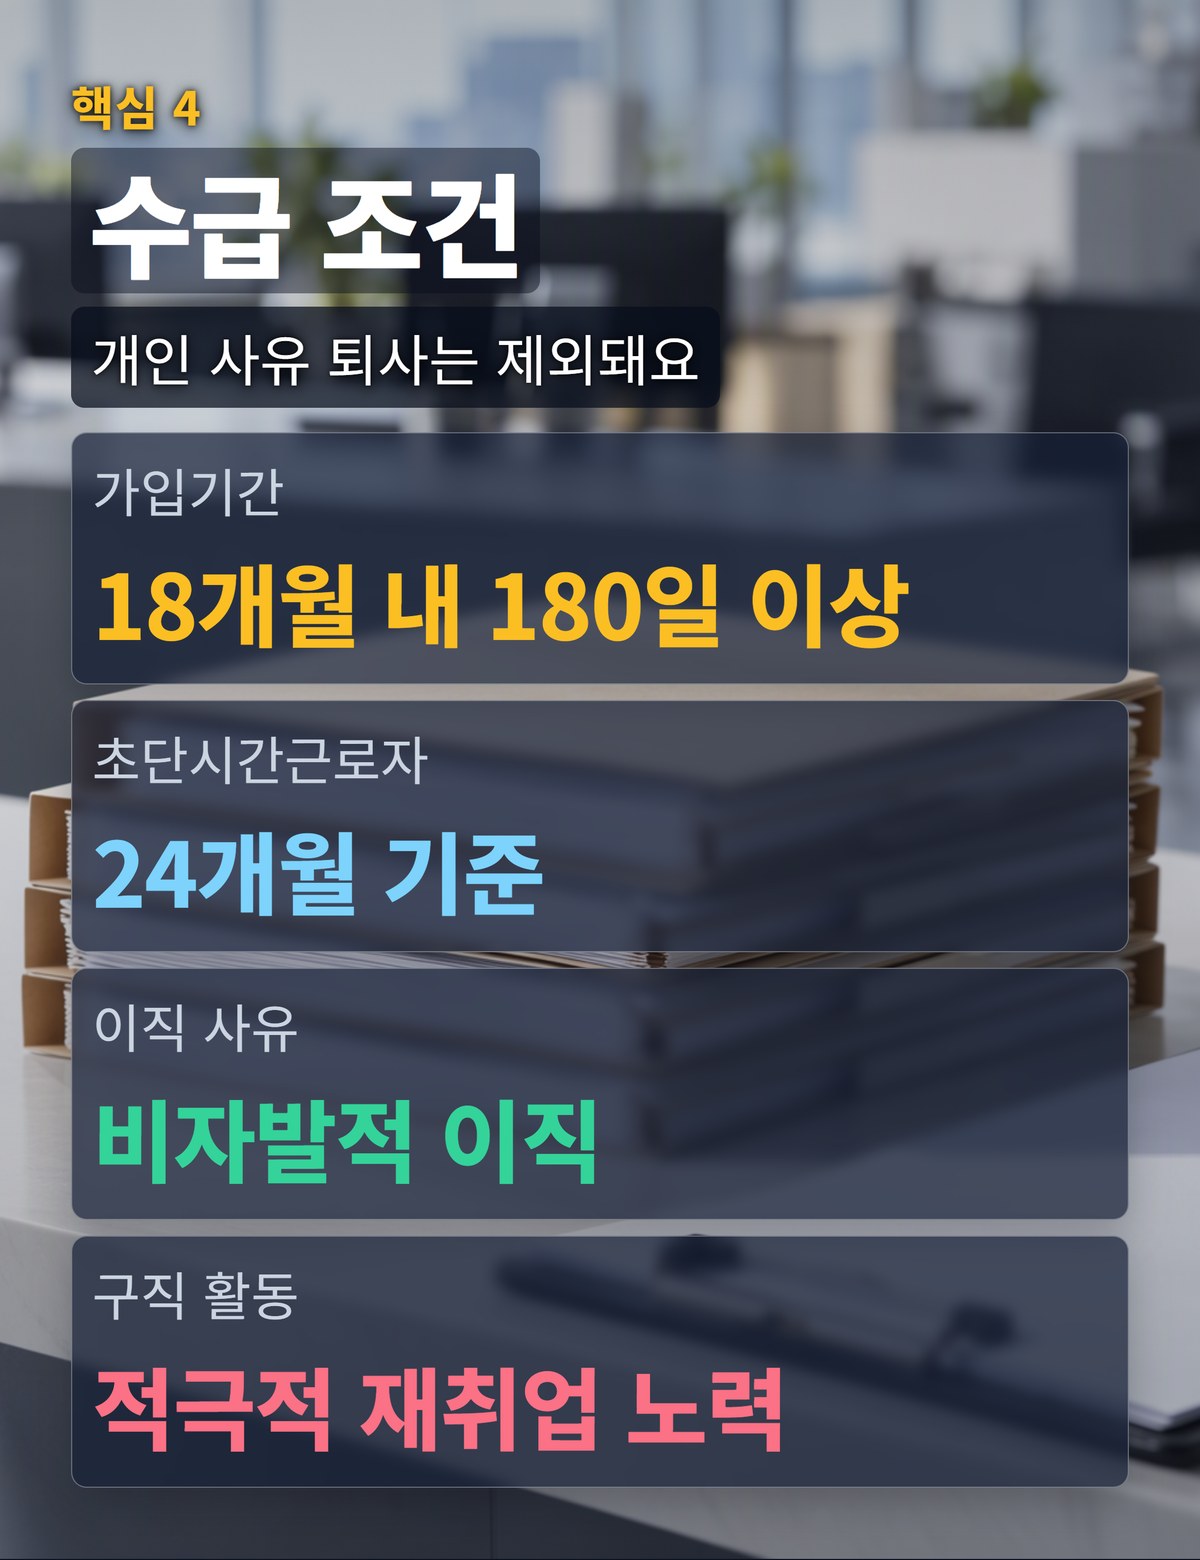 핵심 4
수급 조건
개인 사유 퇴사는 제외돼요
가입기간
18개월 내 180일 이상
초단시간근로자
24개월 기준
이직 사유
비자발적 이직
구직 활동
적극적 재취업 노력